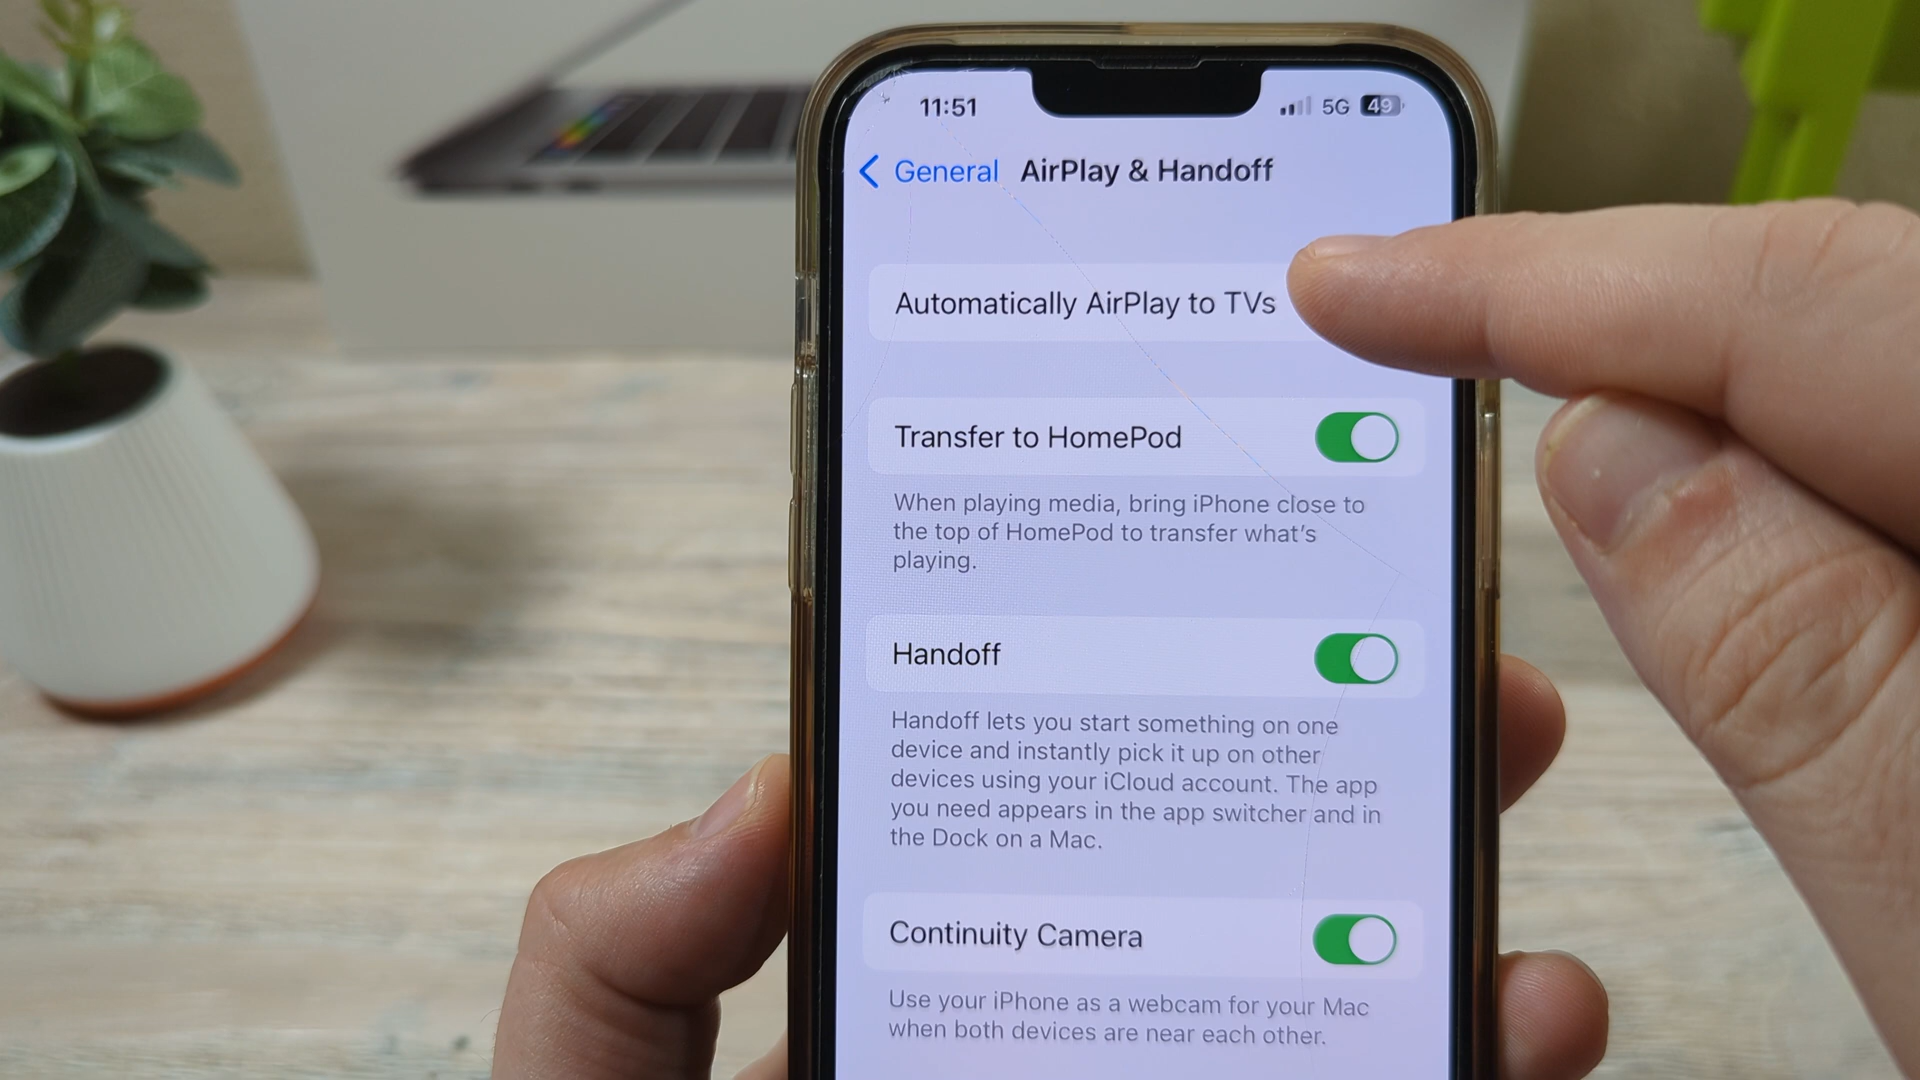 11:51 5G 49
General AirPlay & Handoff
Automatically AirPlay to TVs
Transfer to HomePod
When playing media, bring iPhone close to
the top of HomePod to transfer what's
playing.
Handoff
Handoff lets you start something on one
device and instantly pick it up on other
devices using your iCloud account. The app
you need appears in the app switcher and in
the Dock on a Mac.
Continuity Camera
Use your iPhone as a webcam for your Mac
when both devices are near each other.